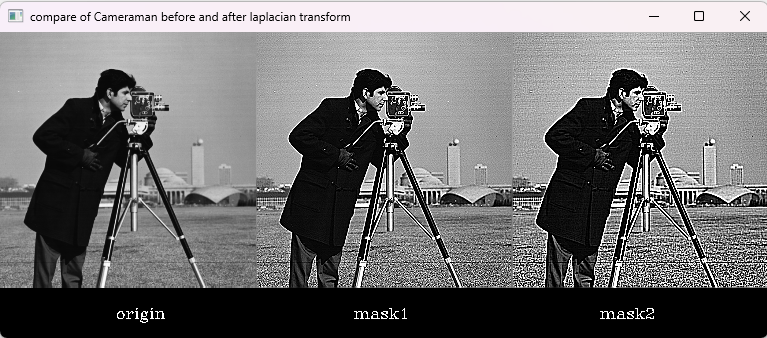 compare of Cameraman before and after laplacian transform
origin mask1 mask2